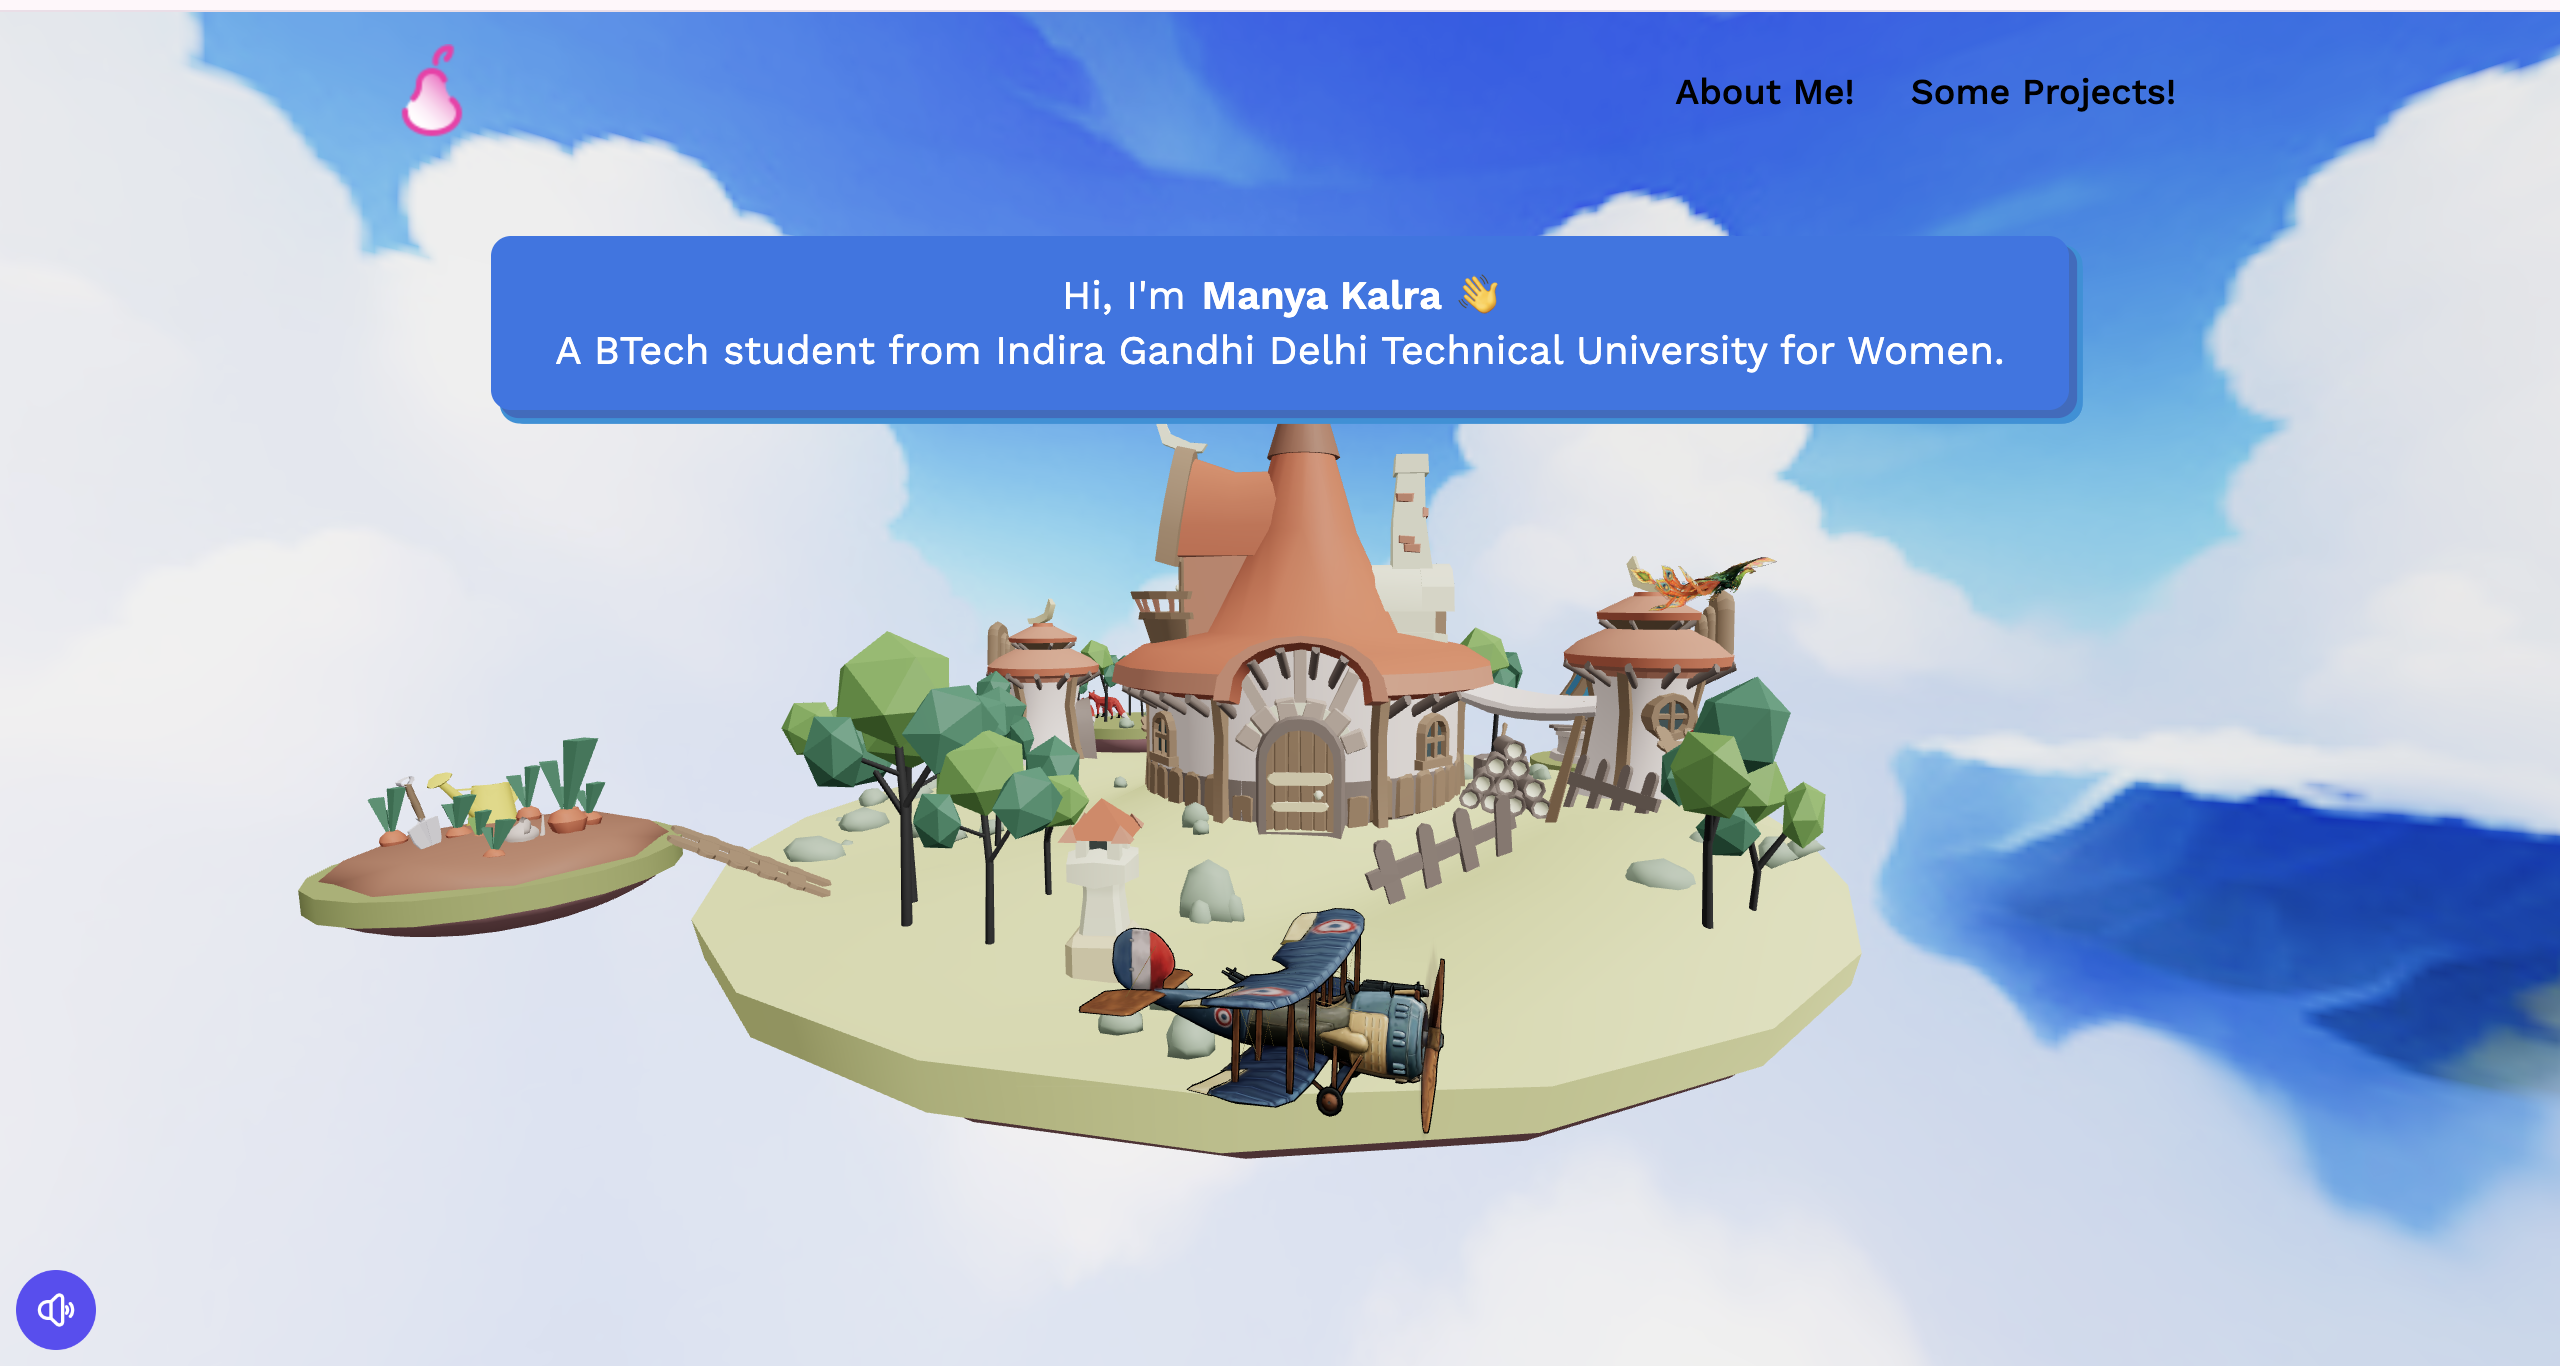 About Me! Some Projects!
Hi, I'm Manya Kalra 👋
A BTech student from Indira Gandhi Delhi Technical University for Women.